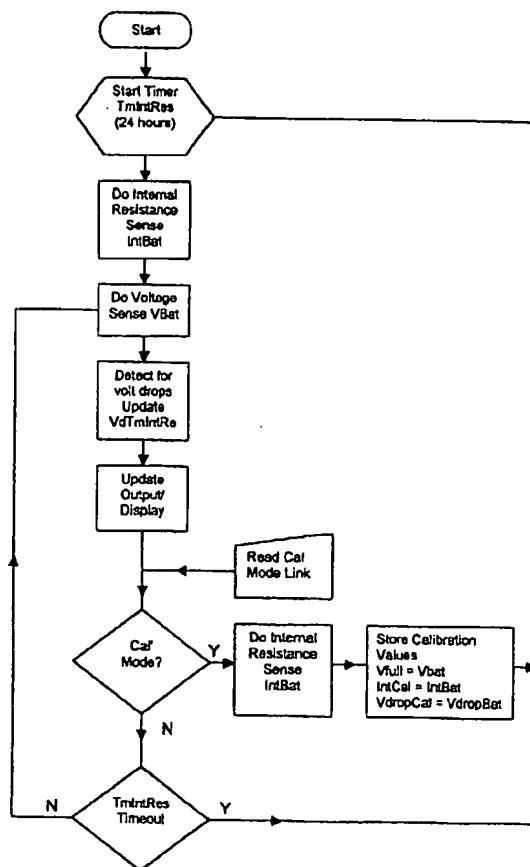 Start
Start Timer
TmIntRes
(24 hours)
Do Internal
Resistance
Sense
IntBat
Do Voltage
Sense VBat
Detect for
volt drops
Update
VdTmIntRe
Update
Output/
Display
Read Cal
Mode Link
Cal
Mode?
Y
Do Internal
Resistance
Sense
IntBat
Store Calibration
Values
Vfull = Vbat
IntCal = IntBat
VdropCal = VdropBat
N
TmIntRes
Timeout
N
Y